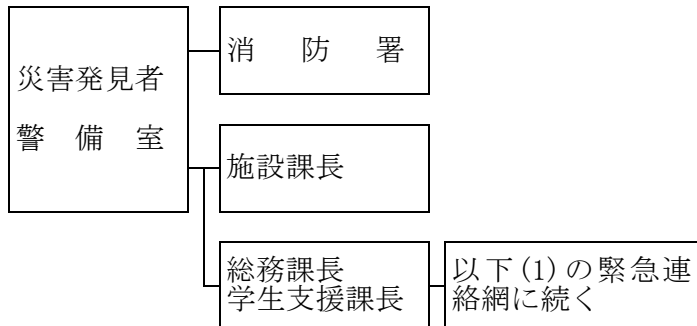 災害発見者
警備室
消防署
施設課長
総務課長
学生支援課長
以下(1)の緊急連
絡網に続く